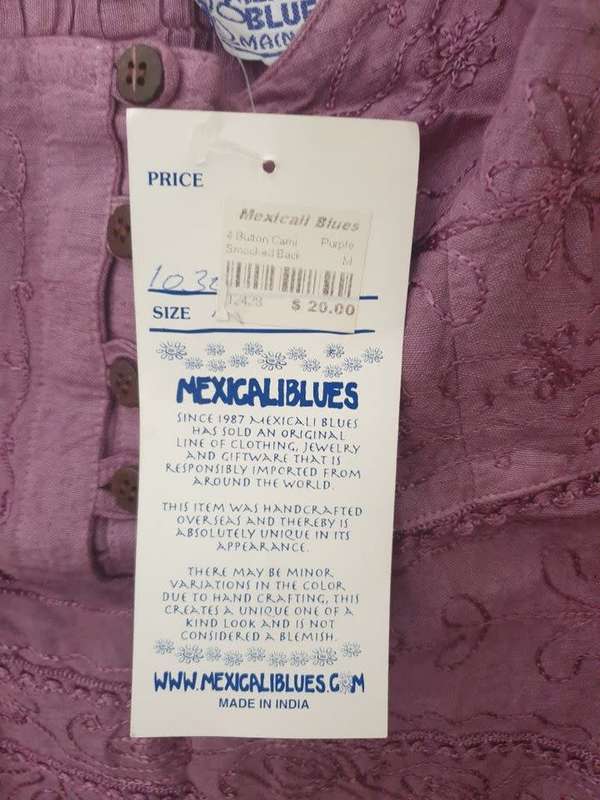 BLUE
MAIN
PRICE
Mexicali Blues
4 Button Cami Purple
Smocked Back M
$ 20.00
SIZE
MEXICALIBLUES
SINCE 1987 MEXICALI BLUES
HAS SOLD AN ORIGINAL
LINE OF CLOTHING, JEWELRY
AND GIFTWARE THAT IS
RESPONSIBLY IMPORTED FROM
AROUND THE WORLD.
THIS ITEM WAS HANDCRAFTED
OVERSEAS AND THEREBY IS
ABSOLUTELY UNIQUE IN ITS
APPEARANCE.
THERE MAY BE MINOR
VARIATIONS IN THE COLOR
DUE TO HAND CRAFTING, THIS
CREATES A UNIQUE ONE OF A
KIND LOOK AND IS NOT
CONSIDERED A BLEMISH.
WWW.MEXICALIBLUES.COM
MADE IN INDIA